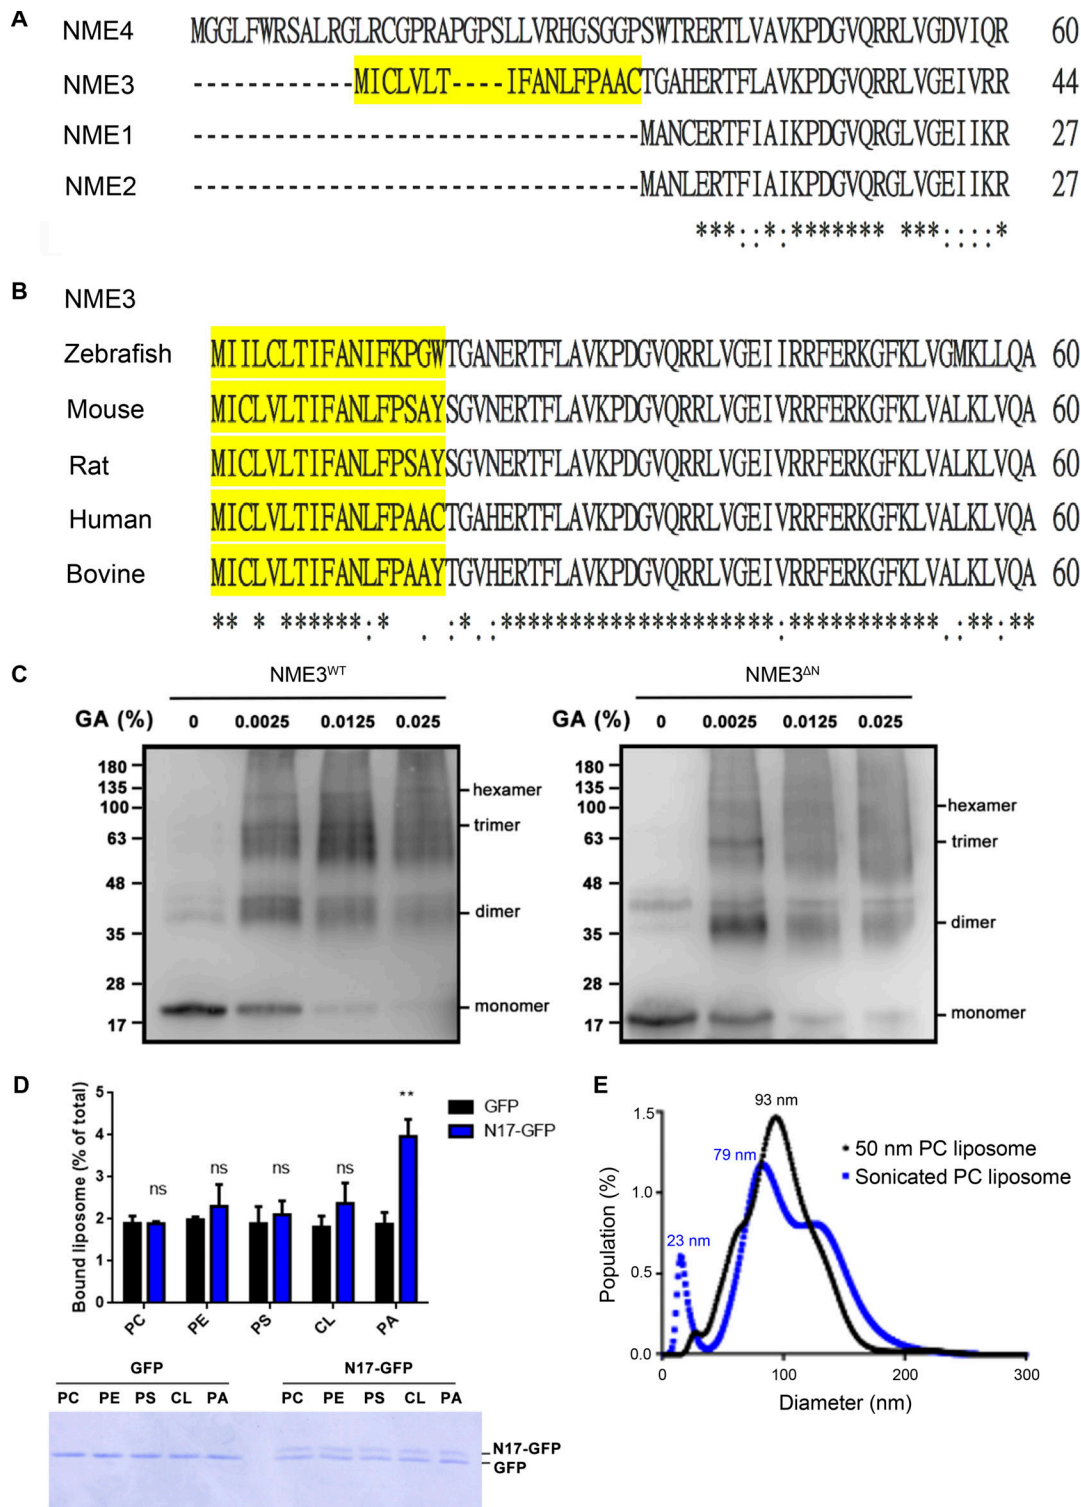 A
NME4 MGGLFWRSALRGLRCGPRAPGPSLLVRHGSGGPSWTRERTLVAVKPDGVQRRLVGDVIQR 60
NME3 ------------MICLVLT----IFANLFPAACTGAHERTFLAVKPDGVQRRLVGEIVRR 44
NME1 ---------------------------------MANCERTFIAIKPDGVQRGLVGEIIKR 27
NME2 ---------------------------------MANLERTFIAIKPDGVQRGLVGEIIKR 27
***::*:******* ***::::*
B NME3
Zebrafish MIILCLTIFANIFKPGWTGANERTFLAVKPDGVQRRLVGEIIRRFERKGFKLVGMKLLQA 60
Mouse MICLVLTIFANLFPSAYSGVNERTFLAVKPDGVQRRLVGEIVRRFERKGFKLVALKLVQA 60
Rat MICLVLTIFANLFPSAYSGVNERTFLAVKPDGVQRRLVGEIVRRFERKGFKLVALKLVQA 60
Human MICLVLTIFANLFPAACTGAHERTFLAVKPDGVQRRLVGEIVRRFERKGFKLVALKLVQA 60
Bovine MICLVLTIFANLFPAAYTGVHERTFLAVKPDGVQRRLVGEIVRRFERKGFKLVALKLVQA 60
** * ******:*  . :*.:********************:***********.:**:**
C
NME3WT
GA (%) 0 0.0025 0.0125 0.025
180
135
100
63
48
35
28
17
hexamer
trimer
dimer
monomer
NME3ΔN
GA (%) 0 0.0025 0.0125 0.025
180
135
100
63
48
35
28
17
hexamer
trimer
dimer
monomer
D
Bound liposome (% of total)
5
4
3
2
1
0
ns ns ns ns **
GFP
N17-GFP
PC PE PS CL PA
GFP N17-GFP
PC PE PS CL PA PC PE PS CL PA
N17-GFP
GFP
E
Population (%)
1.5
1.0
0.5
0.0
93 nm
79 nm
23 nm
50 nm PC liposome
Sonicated PC liposome
0 100 200 300
Diameter (nm)